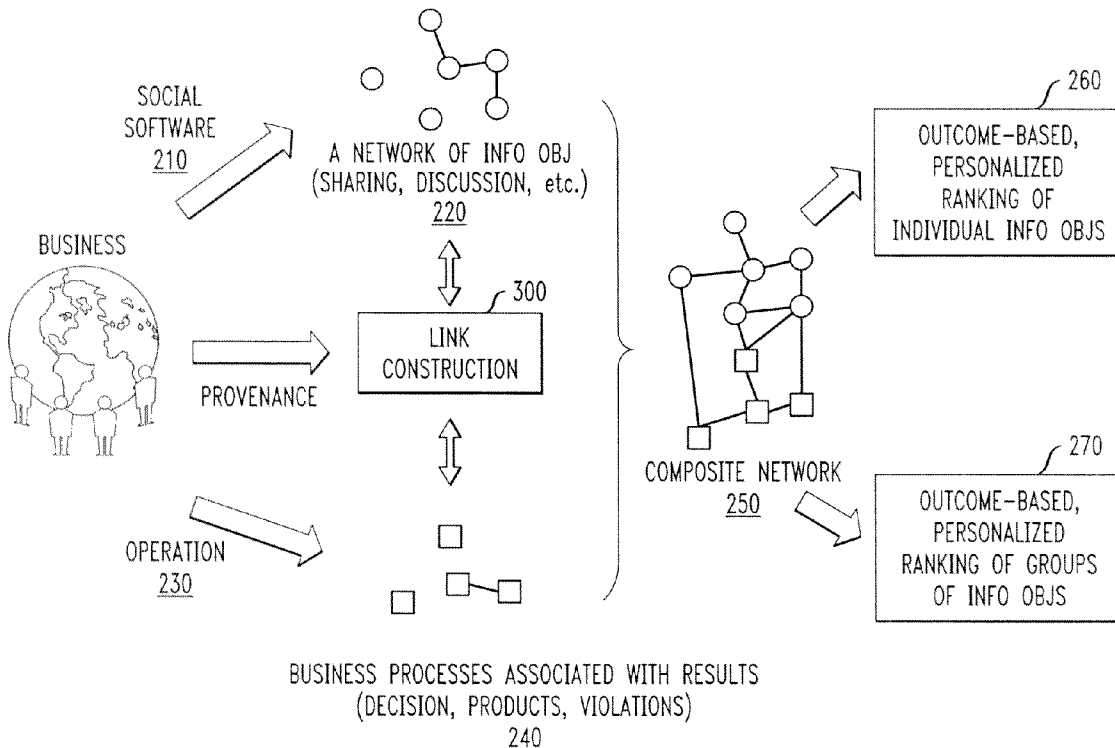 SOCIAL
SOFTWARE
210
A NETWORK OF INFO OBJ
(SHARING, DISCUSSION, etc.)
220
BUSINESS
300
LINK
CONSTRUCTION
PROVENANCE
OPERATION
230
BUSINESS PROCESSES ASSOCIATED WITH RESULTS
(DECISION, PRODUCTS, VIOLATIONS)
240
COMPOSITE NETWORK
250
260
OUTCOME-BASED,
PERSONALIZED
RANKING OF
INDIVIDUAL INFO OBJS
270
OUTCOME-BASED,
PERSONALIZED
RANKING OF GROUPS
OF INFO OBJS